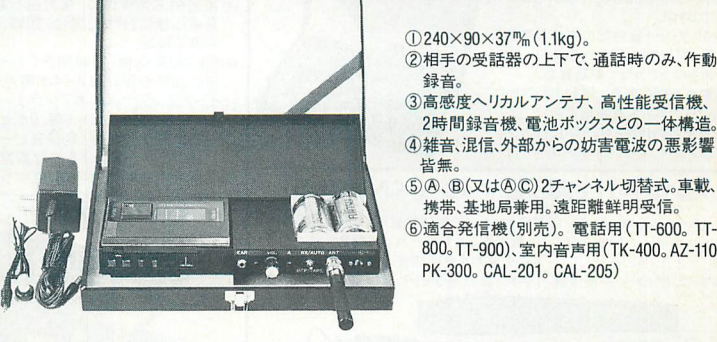 ①240×90×37㎜(1.1kg)。
②相手の受話器の上下で、通話時のみ、作動
録音。
③高感度ヘリカルアンテナ、高性能受信機、
2時間録音機、電池ボックスとの一体構造。
④雑音、混信、外部からの妨害電波の悪影響
皆無。
⑤Ⓐ、Ⓑ(又はⒶⒸ)2チャンネル切替式。車載、
携帯、基地局兼用。遠距離鮮明受信。
⑥適合発信機(別売)。電話用(TT-600。TT-
800。TT-900)、室内音声用(TK-400。AZ-110
PK-300。CAL-201。CAL-205)
EAR VOL A RX/AUTO ANT